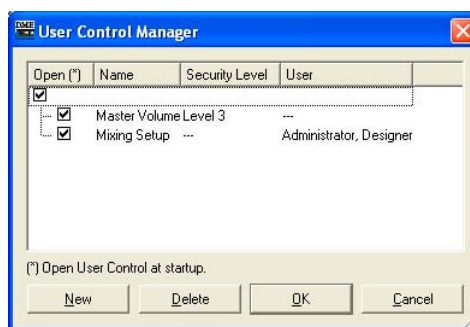 DME
User Control Manager
Open (*) Name Security Level User
Master Volume Level 3 ---
Mixing Setup --- Administrator, Designer
(*) Open User Control at startup.
New Delete OK Cancel